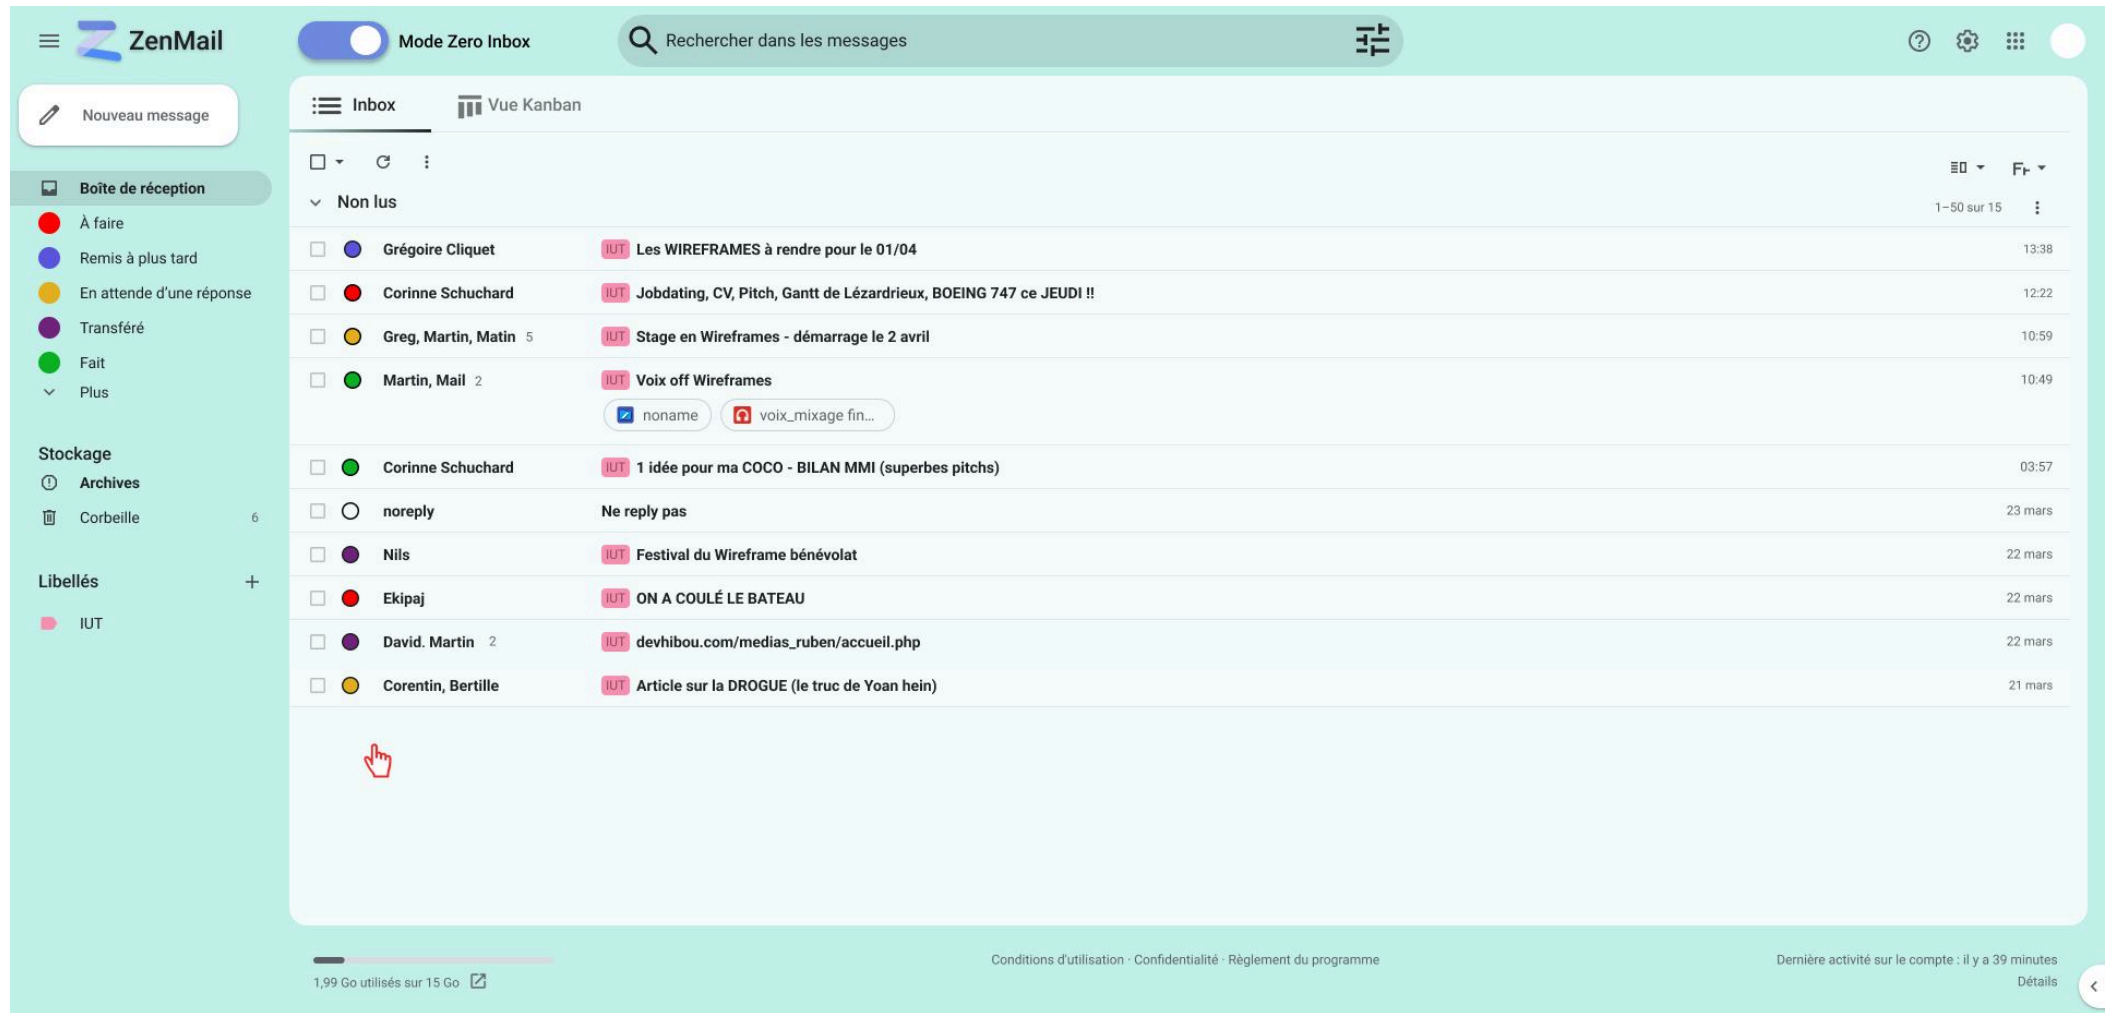 ZenMail
Mode Zero Inbox
Rechercher dans les messages
Nouveau message
Inbox
Vue Kanban
Boîte de réception
À faire
Remis à plus tard
En attende d'une réponse
Transféré
Fait
Plus
Stockage
Archives
Corbeille 6
Libellés +
IUT
Non lus
1–50 sur 15
Grégoire Cliquet IUT Les WIREFRAMES à rendre pour le 01/04 13:38
Corinne Schuchard IUT Jobdating, CV, Pitch, Gantt de Lézardrieux, BOEING 747 ce JEUDI !! 12:22
Greg, Martin, Matin 5 IUT Stage en Wireframes - démarrage le 2 avril 10:59
Martin, Mail 2 IUT Voix off Wireframes 10:49
noname voix_mixage fin...
Corinne Schuchard IUT 1 idée pour ma COCO - BILAN MMI (superbes pitchs) 03:57
noreply Ne reply pas 23 mars
Nils IUT Festival du Wireframe bénévolat 22 mars
Ekipaj IUT ON A COULÉ LE BATEAU 22 mars
David. Martin 2 IUT devhibou.com/medias_ruben/accueil.php 22 mars
Corentin, Bertille IUT Article sur la DROGUE (le truc de Yoan hein) 21 mars
1,99 Go utilisés sur 15 Go
Conditions d'utilisation · Confidentialité · Règlement du programme
Dernière activité sur le compte : il y a 39 minutes
Détails